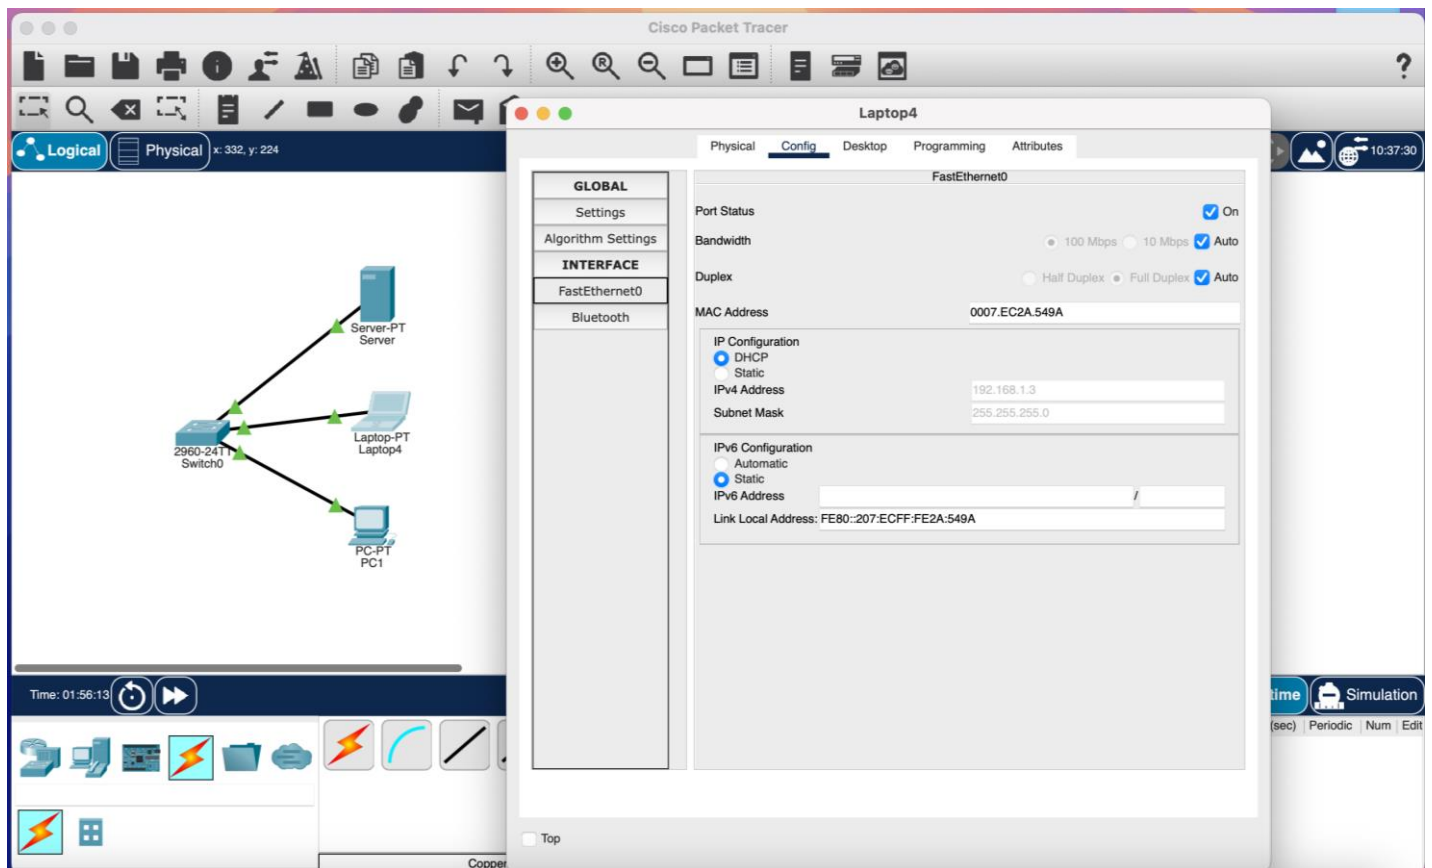 Cisco Packet Tracer
Laptop4
Logical
Physical
x: 332, y: 224
10:37:30
Physical Config Desktop Programming Attributes
GLOBAL
Settings
Algorithm Settings
INTERFACE
FastEthernet0
Bluetooth
FastEthernet0
Port Status
On
Bandwidth
100 Mbps 10 Mbps Auto
Duplex
Half Duplex Full Duplex Auto
MAC Address
0007.EC2A.549A
IP Configuration
DHCP
Static
IPv4 Address
192.168.1.3
Subnet Mask
255.255.255.0
IPv6 Configuration
Automatic
Static
IPv6 Address
/
Link Local Address: FE80::207:ECFF:FE2A:549A
Top
Server-PT
Server
Laptop-PT
Laptop4
2960-24TT
Switch0
PC-PT
PC1
Time: 01:56:13
time
Simulation
(sec) Periodic Num Edit
Copper